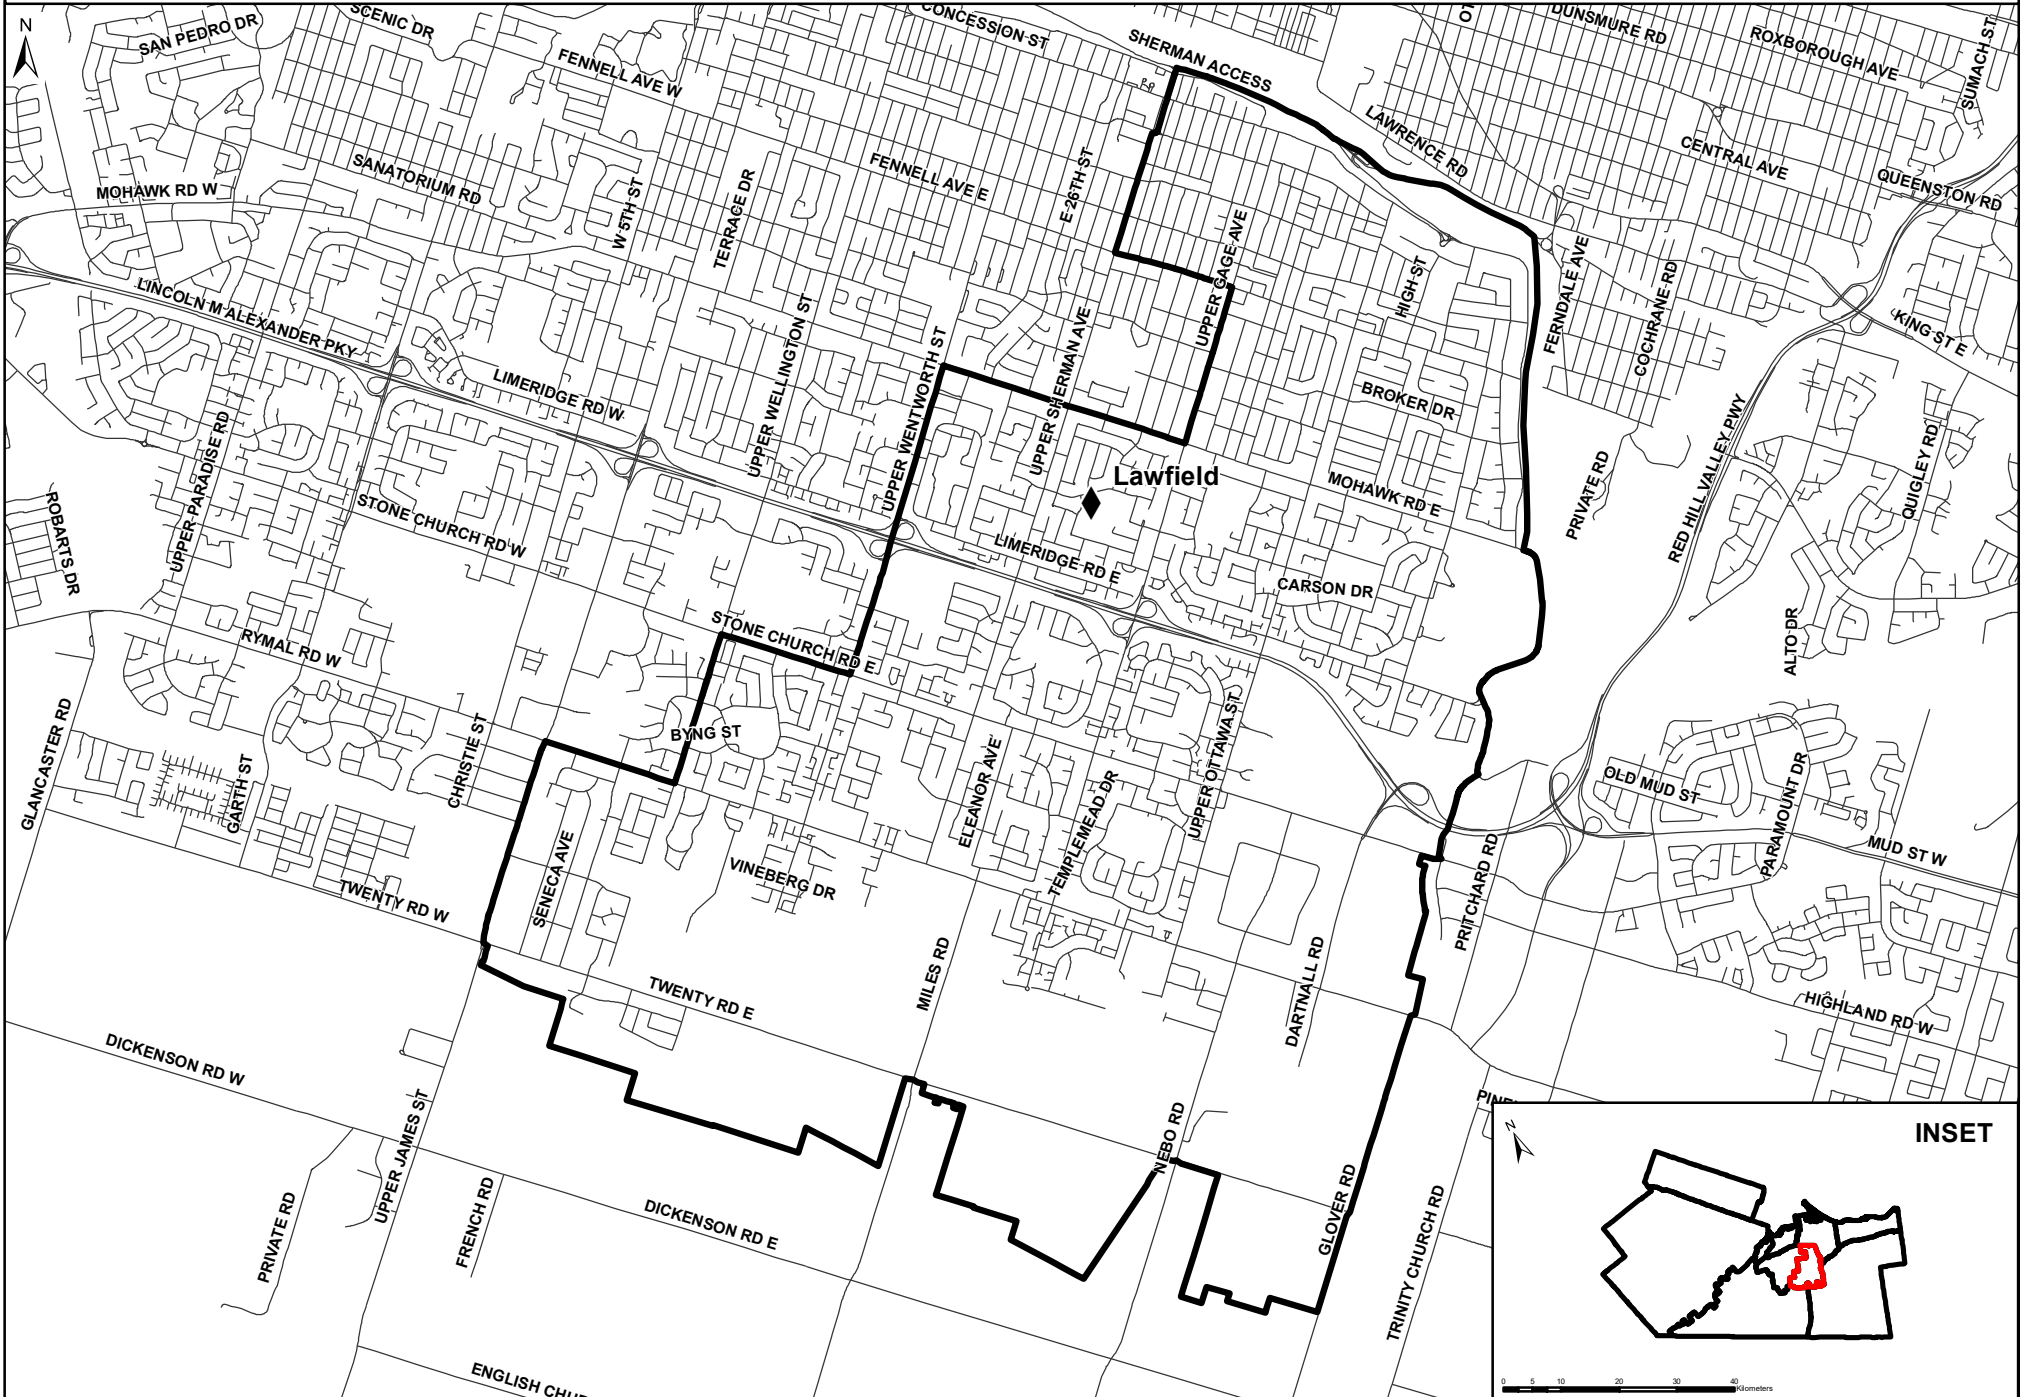 N
SAN PEDRO DR
SCENIC DR
CONCESSION ST
SHERMAN ACCESS
DUNSMURE RD
ROXBOROUGH AVE
SUMACH ST
FENNELL AVE W
LAWRENCE RD
CENTRAL AVE
QUEENSTON RD
MOHAWK RD W
SANATORIUM RD
W 5TH ST
TERRACE DR
FENNELL AVE E
E 26TH ST
UPPER GAGE AVE
HIGH ST
FERNDALE AVE
COCHRANE RD
KING ST E
LINCOLN M ALEXANDER PKY
LIMERIDGE RD W
UPPER WELLINGTON ST
UPPER WENTWORTH ST
UPPER SHERMAN AVE
BROKER DR
UPPER PARADISE RD
Lawfield
MOHAWK RD E
PRIVATE RD
RED HILL VALLEY PWY
QUIGLEY RD
ROBARTS DR
STONE CHURCH RD W
LIMERIDGE RD E
CARSON DR
RYMAL RD W
STONE CHURCH RD E
ALTO DR
GLANCASTER RD
GARTH ST
CHRISTIE ST
BYNG ST
ELEANOR AVE
TEMPLEMEAD DR
UPPER OTTAWA ST
OLD MUD ST
PARAMOUNT DR
MUD ST W
TWENTY RD W
SENECA AVE
VINEBERG DR
PRITCHARD RD
MILES RD
TWENTY RD E
DARTNALL RD
HIGHLAND RD W
DICKENSON RD W
UPPER JAMES ST
NEBO RD
PRIVATE RD
FRENCH RD
DICKENSON RD E
GLOVER RD
TRINITY CHURCH RD
INSET
N
0 5 10 20 30 40
Kilometers